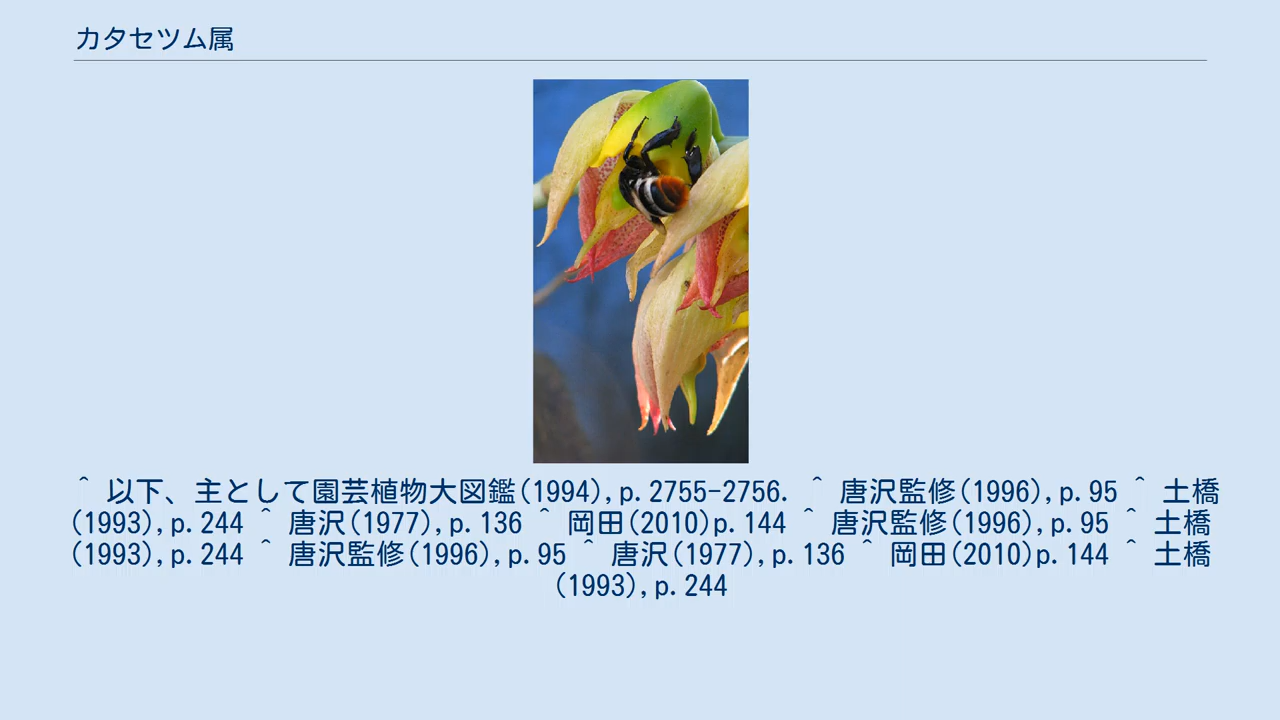 カタセツム属
^ 以下、主として園芸植物大図鑑(1994),p.2755-2756. ^ 唐沢監修(1996),p.95 ^ 土橋
(1993),p.244 ^ 唐沢(1977),p.136 ^ 岡田(2010)p.144 ^ 唐沢監修(1996),p.95 ^ 土橋
(1993),p.244 ^ 唐沢監修(1996),p.95 ^ 唐沢(1977),p.136 ^ 岡田(2010)p.144 ^ 土橋
(1993),p.244